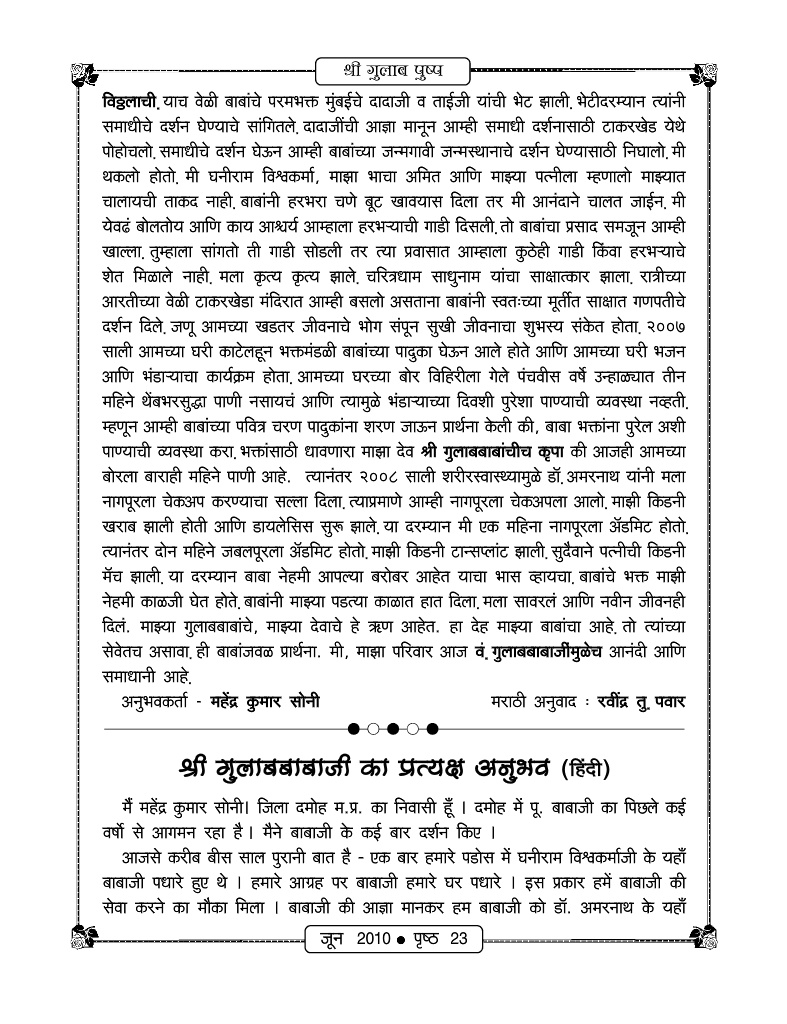 श्री गुलाब पुष्प
विठ्ठलाची. याच वेळी बाबांचे परमभक्त मुंबईचे दादाजी व ताईजी यांची भेट झाली. भेटीदरम्यान त्यांनी
समाधीचे दर्शन घेण्याचे सांगितले. दादाजींची आज्ञा मानून आम्ही समाधी दर्शनासाठी टाकरखेड येथे
पोहोचलो. समाधीचे दर्शन घेऊन आम्ही बाबांच्या जन्मगावी जन्मस्थानाचे दर्शन घेण्यासाठी निघालो. मी
थकलो होतो. मी घनीराम विश्वकर्मा, माझा भाचा अमित आणि माझ्या पत्नीला म्हणालो माझ्यात
चालायची ताकद नाही. बाबांनी हरभरा चणे बूट खावयास दिला तर मी आनंदाने चालत जाईन. मी
येवढं बोलतोय आणि काय आश्चर्य आम्हाला हरभऱ्याची गाडी दिसली. तो बाबांचा प्रसाद समजून आम्ही
खाल्ला. तुम्हाला सांगतो ती गाडी सोडली तर त्या प्रवासात आम्हाला कुठेही गाडी किंवा हरभऱ्याचे
शेत मिळाले नाही. मला कृत्य कृत्य झाले. चरित्रधाम साधुनाम यांचा साक्षात्कार झाला. रात्रीच्या
आरतीच्या वेळी टाकरखेडा मंदिरात आम्ही बसलो असताना बाबांनी स्वतःच्या मूर्तीत साक्षात गणपतीचे
दर्शन दिले. जणू आमच्या खडतर जीवनाचे भोग संपून सुखी जीवनाचा शुभस्य संकेत होता. २००७
साली आमच्या घरी काटेलहून भक्तमंडळी बाबांच्या पादुका घेऊन आले होते आणि आमच्या घरी भजन
आणि भंडाऱ्याचा कार्यक्रम होता. आमच्या घरच्या बोर विहिरीला गेले पंचवीस वर्षे उन्हाळ्यात तीन
महिने थेंबभरसुद्धा पाणी नसायचं आणि त्यामुळे भंडाऱ्याच्या दिवशी पुरेशा पाण्याची व्यवस्था नव्हती.
म्हणून आम्ही बाबांच्या पवित्र चरण पादुकांना शरण जाऊन प्रार्थना केली की, बाबा भक्तांना पुरेल अशी
पाण्याची व्यवस्था करा. भक्तांसाठी धावणारा माझा देव श्री गुलाबबाबांचीच कृपा की आजही आमच्या
बोरला बाराही महिने पाणी आहे. त्यानंतर २००८ साली शरीरस्वास्थ्यामुळे डॉ. अमरनाथ यांनी मला
नागपूरला चेकअप करण्याचा सल्ला दिला. त्याप्रमाणे आम्ही नागपूरला चेकअपला आलो. माझी किडनी
खराब झाली होती आणि डायलेसिस सुरू झाले. या दरम्यान मी एक महिना नागपूरला ॲडमिट होतो.
त्यानंतर दोन महिने जबलपूरला ॲडमिट होतो. माझी किडनी टान्सप्लांट झाली. सुदैवाने पत्नीची किडनी
मॅच झाली. या दरम्यान बाबा नेहमी आपल्या बरोबर आहेत याचा भास व्हायचा. बाबांचे भक्त माझी
नेहमी काळजी घेत होते. बाबांनी माझ्या पडत्या काळात हात दिला. मला सावरलं आणि नवीन जीवनही
दिलं. माझ्या गुलाबबाबांचे, माझ्या देवाचे हे ऋण आहेत. हा देह माझ्या बाबांचा आहे. तो त्यांच्या
सेवेतच असावा. ही बाबांजवळ प्रार्थना. मी, माझा परिवार आज वं. गुलाबबाबाजींमुळेच आनंदी आणि
समाधानी आहे.
अनुभवकर्ता - महेंद्र कुमार सोनी मराठी अनुवाद : रवींद्र तु. पवार
श्री गुलाबबाबाजी का प्रत्यक्ष अनुभव (हिंदी)
मैं महेंद्र कुमार सोनी। जिला दमोह म.प्र. का निवासी हूँ । दमोह में पू. बाबाजी का पिछले कई
वर्षो से आगमन रहा है । मैने बाबाजी के कई बार दर्शन किए ।
आजसे करीब बीस साल पुरानी बात है - एक बार हमारे पडोस में घनीराम विश्वकर्माजी के यहाँ
बाबाजी पधारे हुए थे । हमारे आग्रह पर बाबाजी हमारे घर पधारे । इस प्रकार हमें बाबाजी की
सेवा करने का मौका मिला । बाबाजी की आज्ञा मानकर हम बाबाजी को डॉ. अमरनाथ के यहाँ
जून 2010 ● पृष्ठ 23